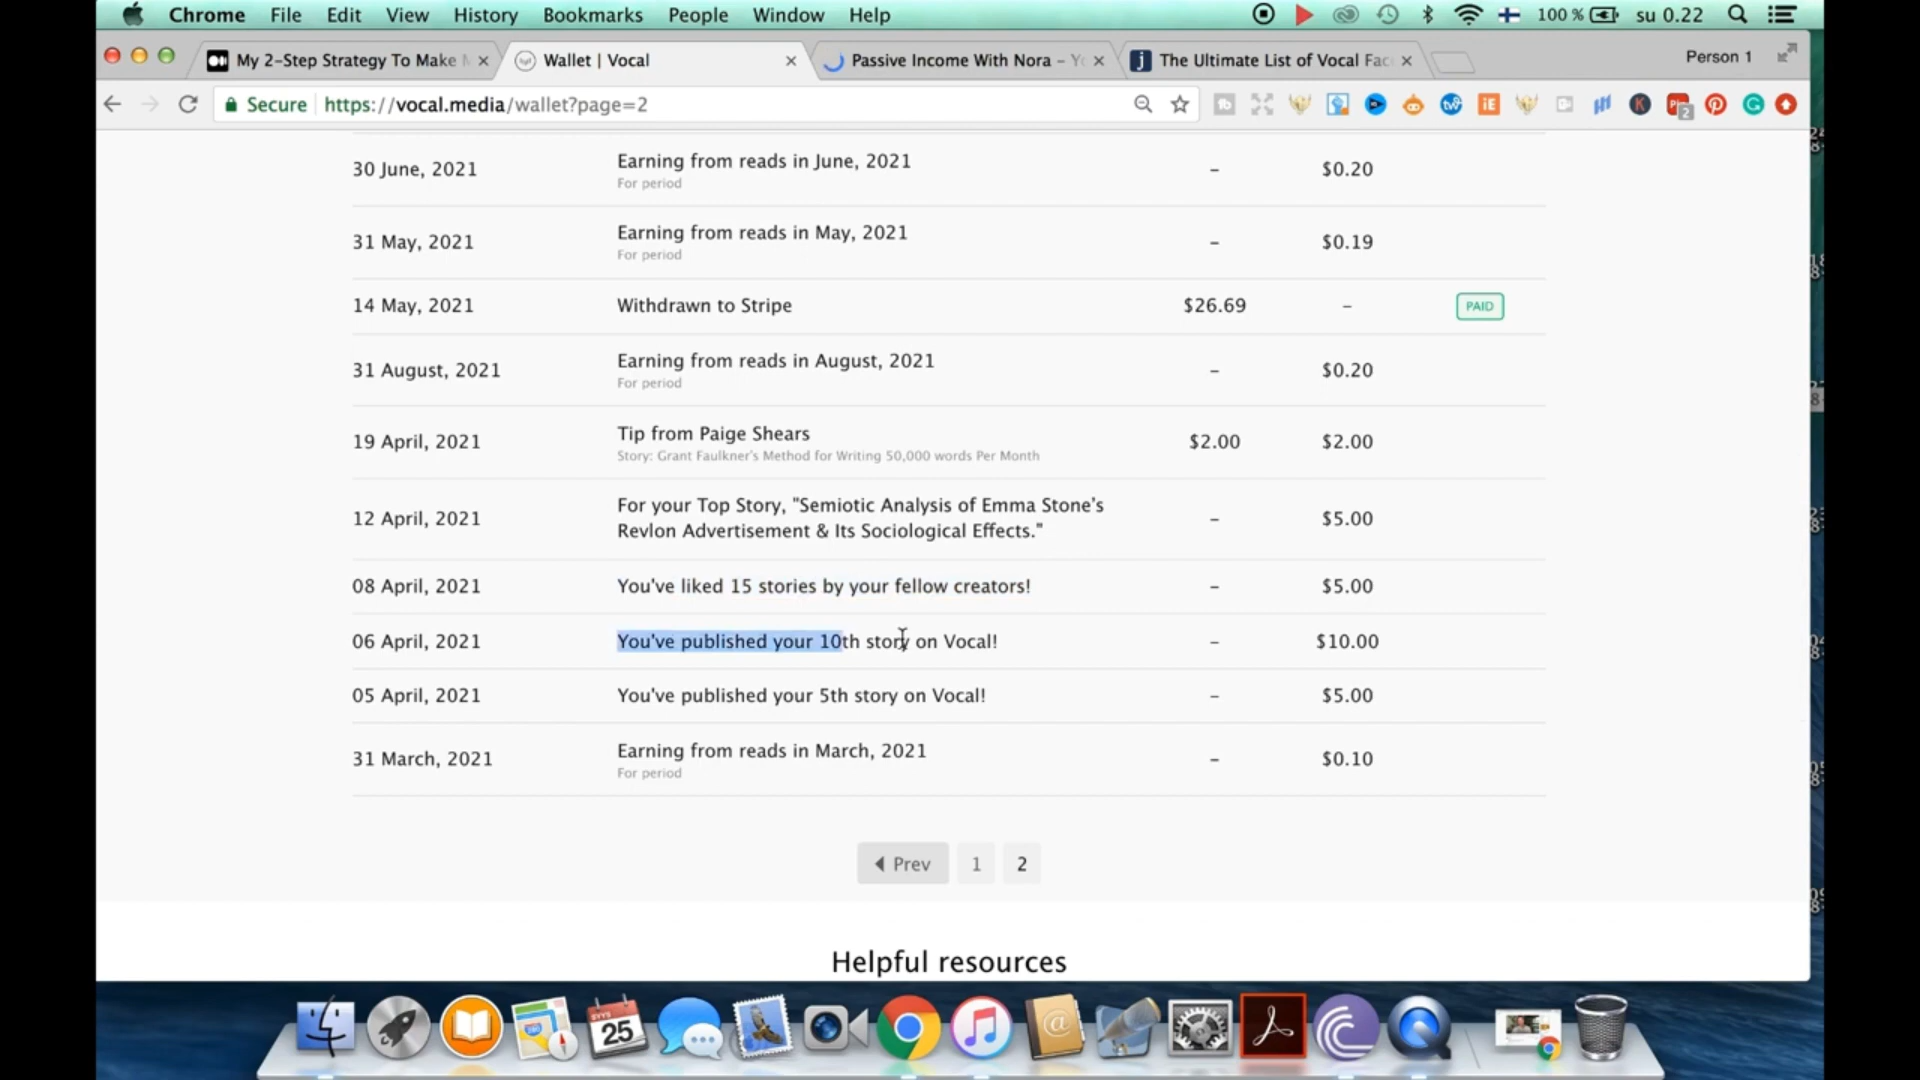 Chrome File Edit View History Bookmarks People Window Help 100 % su 0.22
My 2-Step Strategy To Make Wallet | Vocal Passive Income With Nora – The Ultimate List of Vocal Fac Person 1
Secure https://vocal.media/wallet?page=2
30 June, 2021 Earning from reads in June, 2021 – $0.20
For period
31 May, 2021 Earning from reads in May, 2021 – $0.19
For period
14 May, 2021 Withdrawn to Stripe $26.69 – PAID
31 August, 2021 Earning from reads in August, 2021 – $0.20
For period
19 April, 2021 Tip from Paige Shears $2.00 $2.00
Story: Grant Faulkner's Method for Writing 50,000 words Per Month
12 April, 2021 For your Top Story, "Semiotic Analysis of Emma Stone's – $5.00
Revlon Advertisement & Its Sociological Effects."
08 April, 2021 You've liked 15 stories by your fellow creators! – $5.00
06 April, 2021 You've published your 10th story on Vocal! – $10.00
05 April, 2021 You've published your 5th story on Vocal! – $5.00
31 March, 2021 Earning from reads in March, 2021 – $0.10
For period
Prev 1 2
Helpful resources
SYYS
25